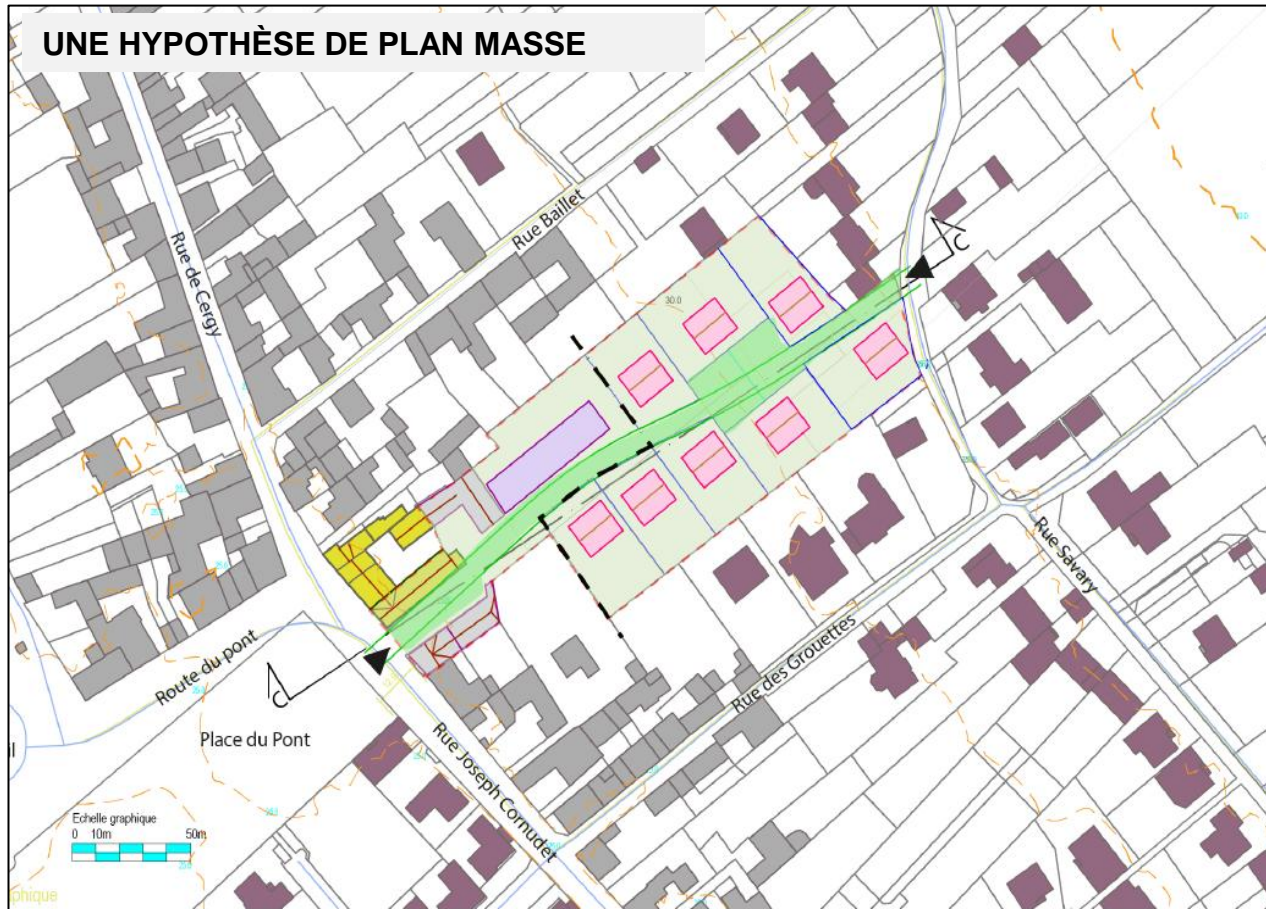 UNE HYPOTHÈSE DE PLAN MASSE
Rue de Cergy
Rue Baillet
30.0
C
C
Route du pont
Place du Pont
Rue Joseph Cornudet
Rue des Grouettes
Rue Savary
Echelle graphique
0 10m 50m
phique